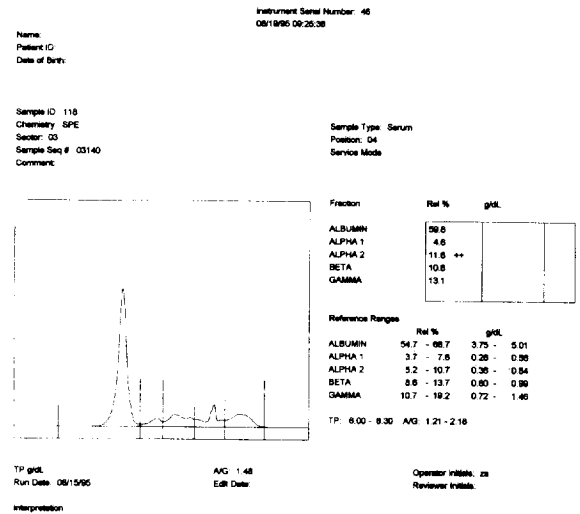 Instrument Serial Number: 46
08/19/95 09:25:38
Name:
Patient ID:
Date of Birth:
Sample ID 118
Chemistry SPE
Sector: 03
Sample Seq # 03140
Comment:
Sample Type: Serum
Position: 04
Service Mode
Fraction Rel % g/dL
ALBUMIN 59.8
ALPHA 1 4.6
ALPHA 2 11.6 ++
BETA 10.8
GAMMA 13.1
Reference Ranges
Rel % g/dL
ALBUMIN 54.7 - 68.7 3.75 - 5.01
ALPHA 1 3.7 - 7.6 0.26 -
ALPHA 2 5.2 - 10.7 0.36 - 0.84
BETA 8.6 - 13.7 0.60 - 0.99
GAMMA 10.7 - 19.2 0.72 - 1.46
TP: 6.00 - 8.30 A/G: 1.21 - 2.18
TP g/dL A/G: 1.48 Operator Initials: za
Run Date: 08/15/95 Edit Date: Reviewer Initials:
Interpretation